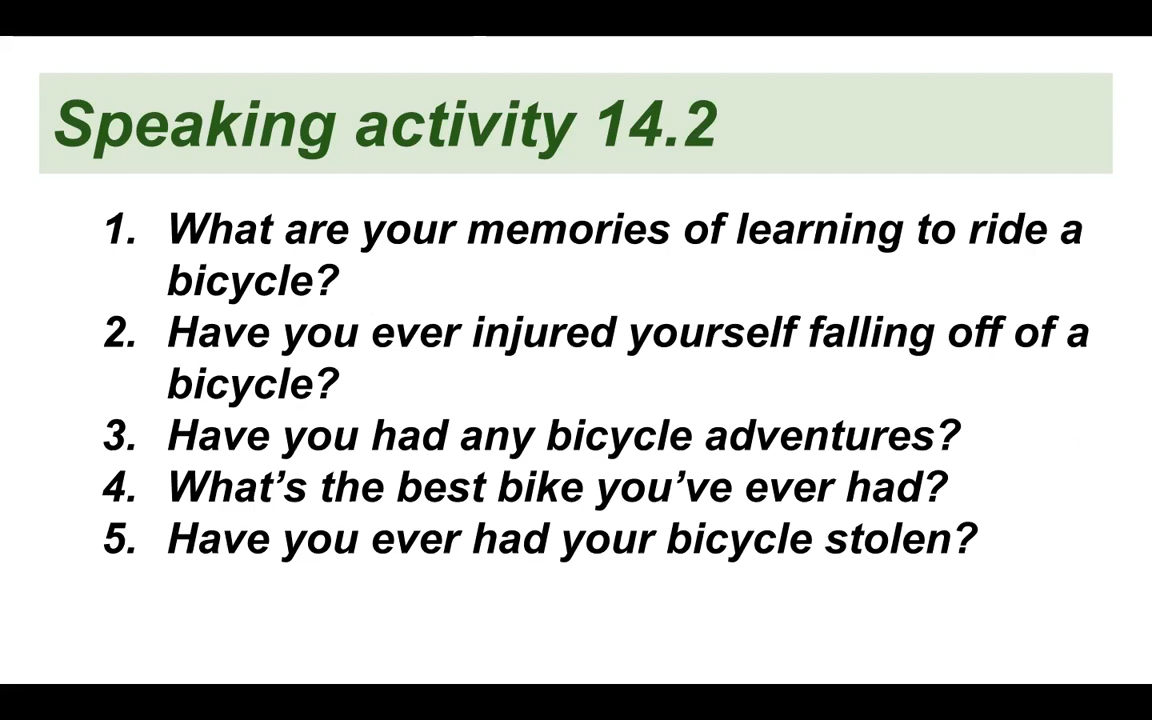 Speaking activity 14.2
1. What are your memories of learning to ride a
bicycle?
2. Have you ever injured yourself falling off of a
bicycle?
3. Have you had any bicycle adventures?
4. What’s the best bike you’ve ever had?
5. Have you ever had your bicycle stolen?